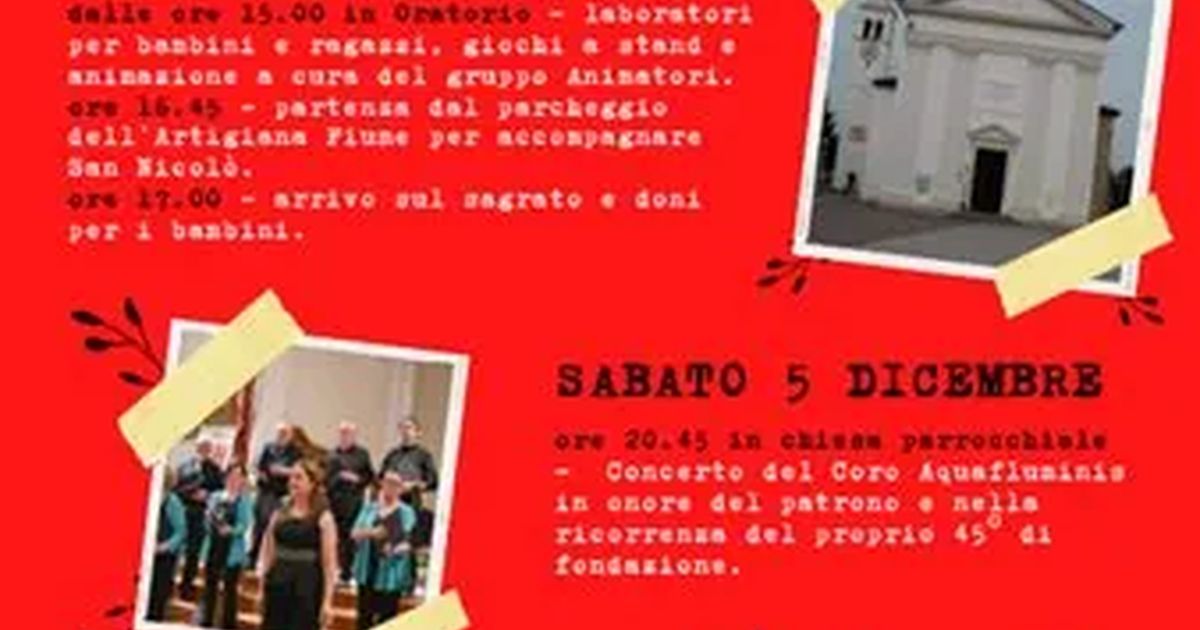 dalle ore 15.00 in Oratorio - laboratori
per bambini e ragazzi, giochi a stand e
animazione a cura del gruppo Animatori.
ore 16.45 - partenza dal parcheggio
dell'Artigiana Fiume per accompagnare
San Nicolò.
ore 17.00 - arrivo sul sagrato e doni
per i bambini.
SABATO 5 DICEMBRE
ore 20.45 in chiesa parrocchiale
- Concerto del Coro Aquafluminis
in onore del patrono e nella
ricorrenza del proprio 45° di
fondazione.